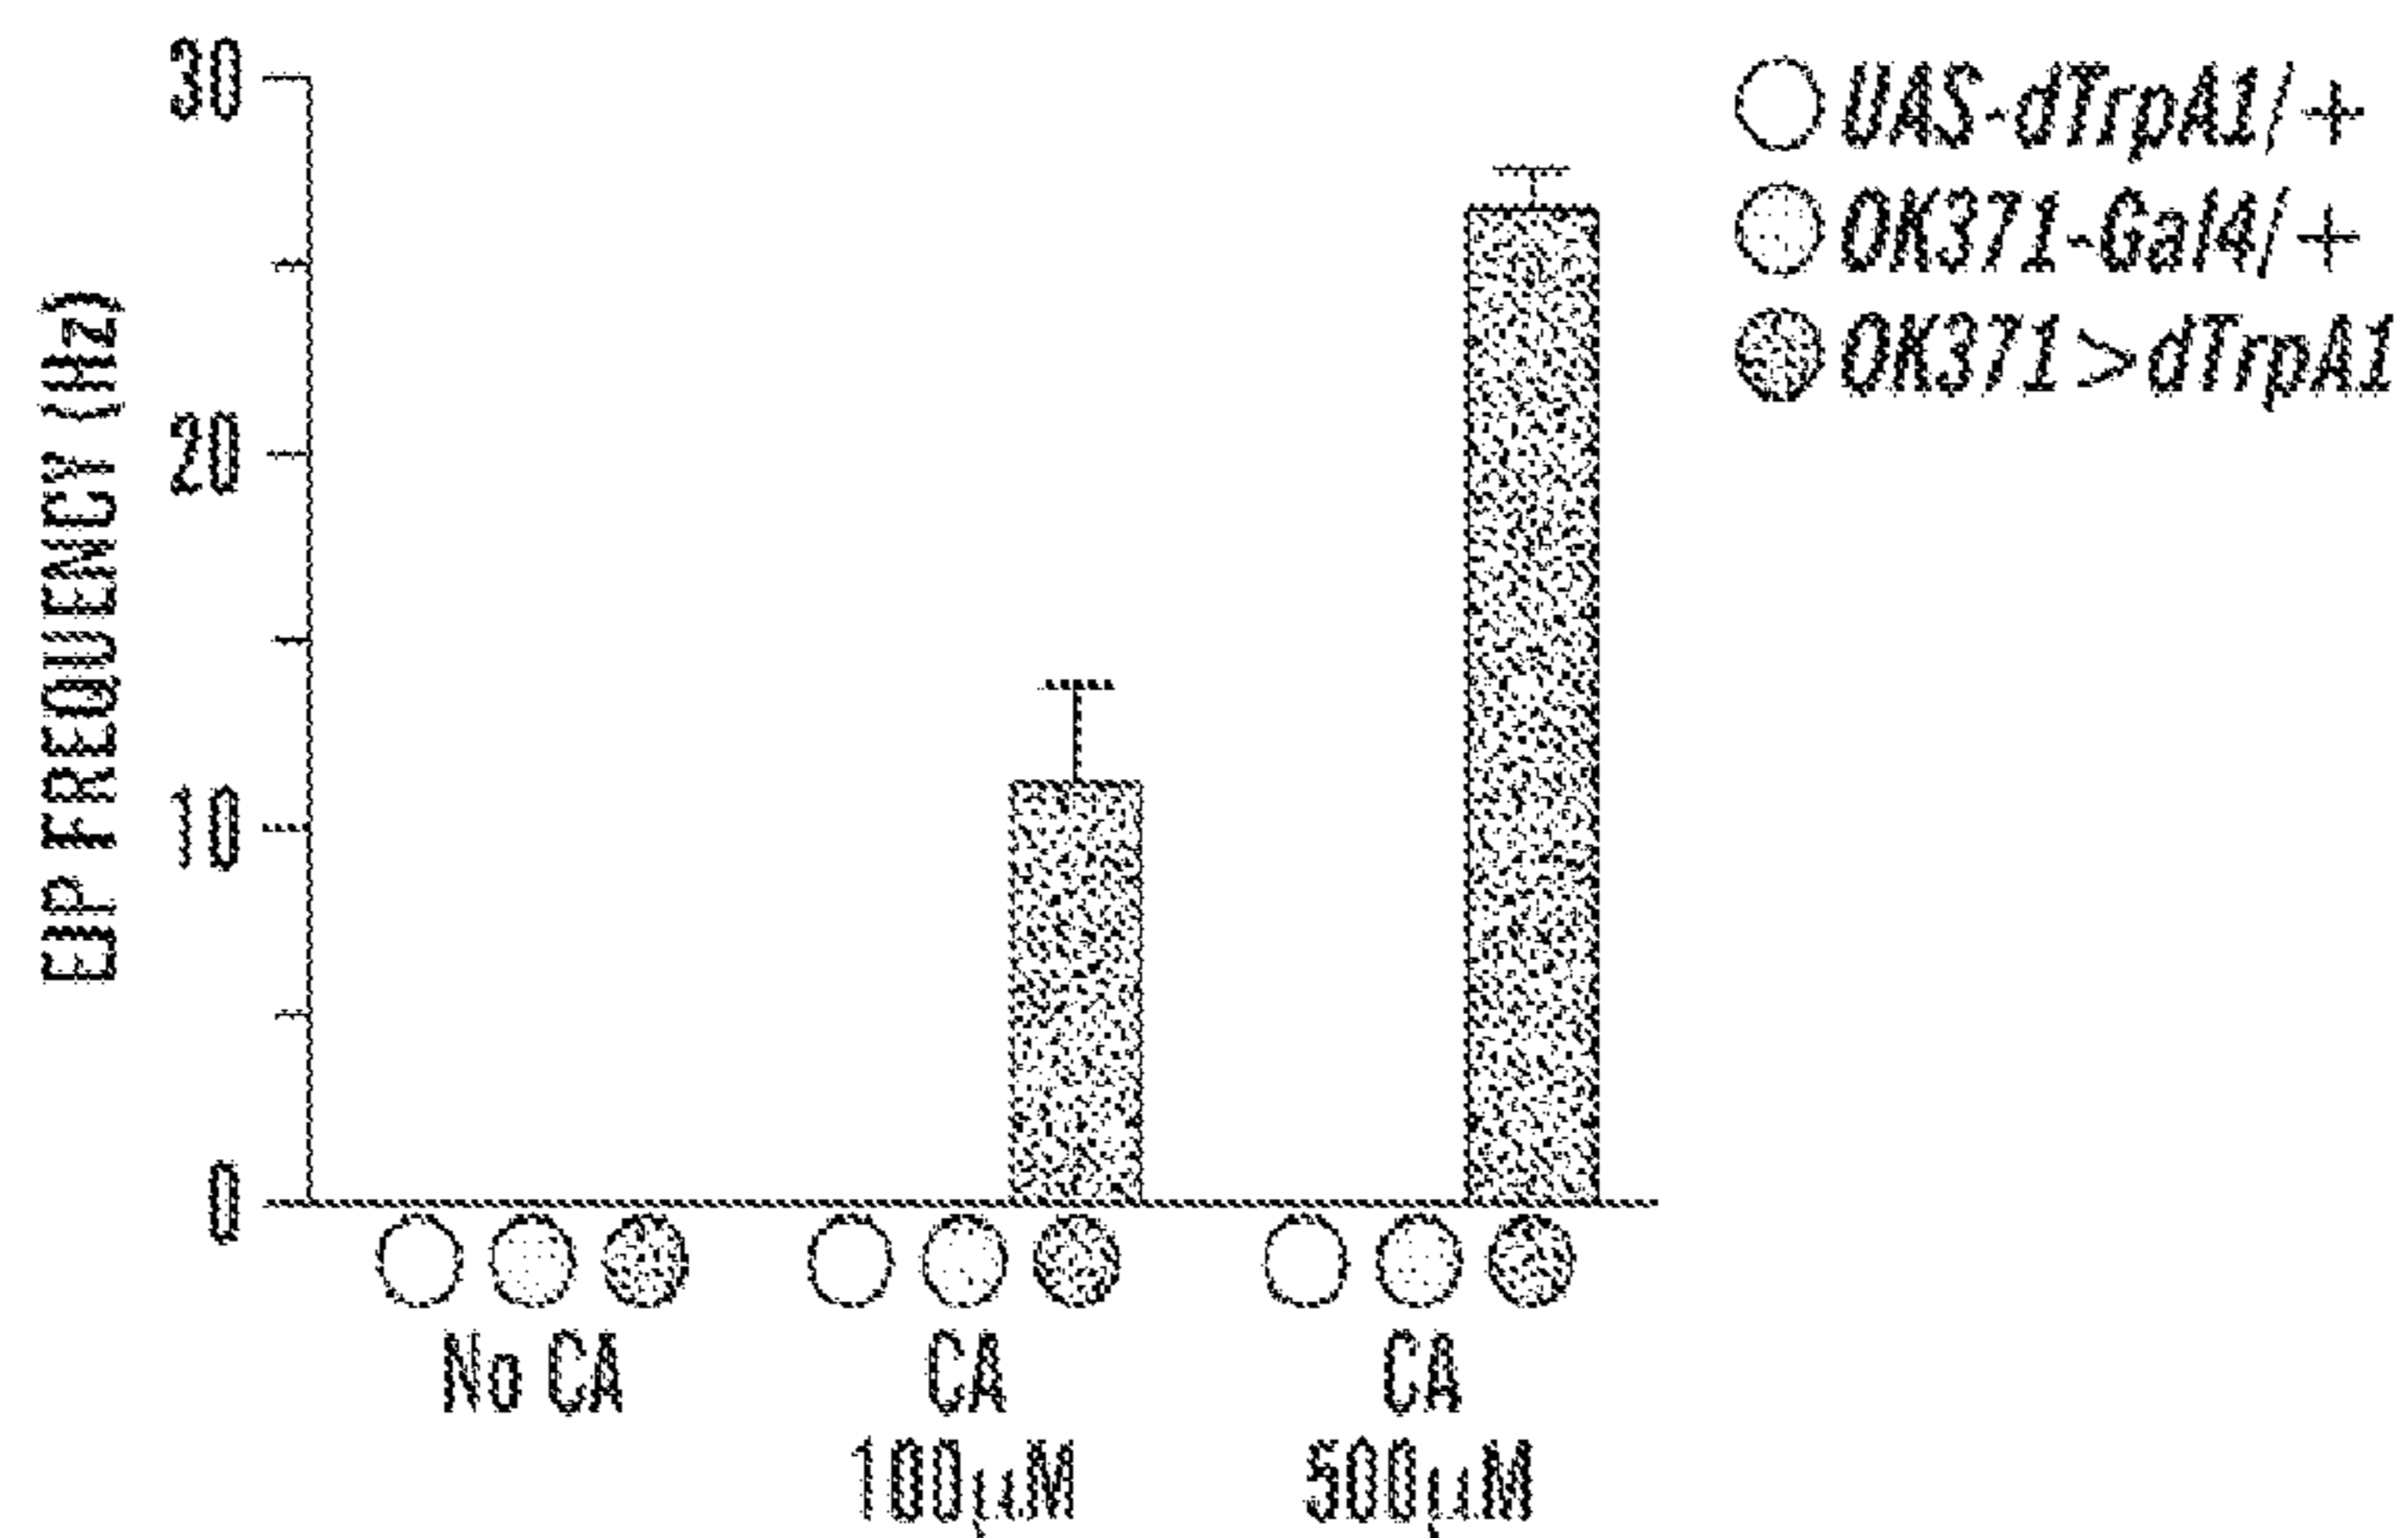 EJP FREQUENCY (Hz)
30
20
10
0
UAS-dTrpA1/+
OK371-Gal4/+
OK371>dTrpA1
No CA
CA
100μM
CA
500μM